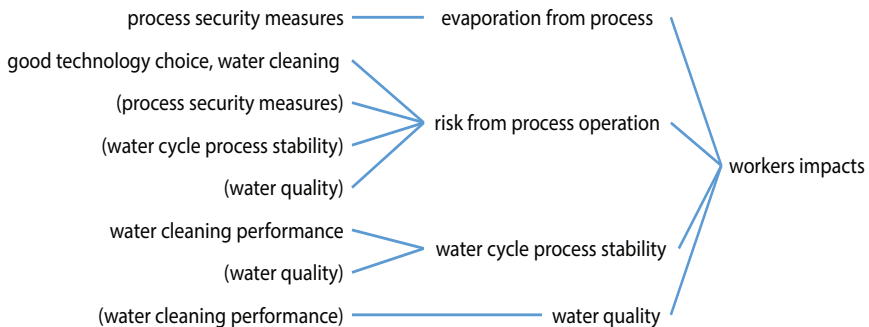 process security measures
evaporation from process
good technology choice, water cleaning
(process security measures)
risk from process operation
(water cycle process stability)
workers impacts
(water quality)
water cleaning performance
water cycle process stability
(water quality)
(water cleaning performance)
water quality